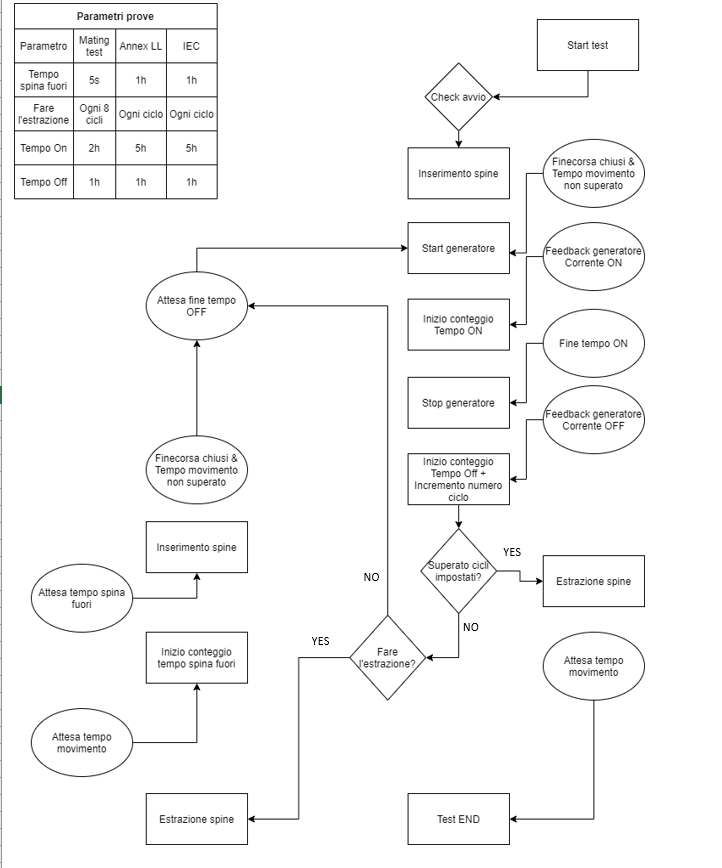 Parametri prove
Parametro
Mating
test
Annex LL
IEC
Tempo
spina fuori
5s
1h
1h
Fare
l'estrazione
Ogni 8
cicli
Ogni ciclo
Ogni ciclo
Tempo On
2h
5h
5h
Tempo Off
1h
1h
1h
Start test
Check avvio
Inserimento spine
Finecorsa chiusi &
Tempo movimento
non superato
Start generatore
Feedback generatore
Corrente ON
Attesa fine tempo
OFF
Inizio conteggio
Tempo ON
Fine tempo ON
Stop generatore
Feedback generatore
Corrente OFF
Finecorsa chiusi &
Tempo movimento
non superato
Inizio conteggio
Tempo Off +
Incremento numero
ciclo
Inserimento spine
Superato cicli
impostati?
YES
Estrazione spine
NO
Attesa tempo spina
fuori
NO
YES
Fare
l'estrazione?
Inizio conteggio
tempo spina fuori
Attesa tempo
movimento
Attesa tempo
movimento
Estrazione spine
Test END